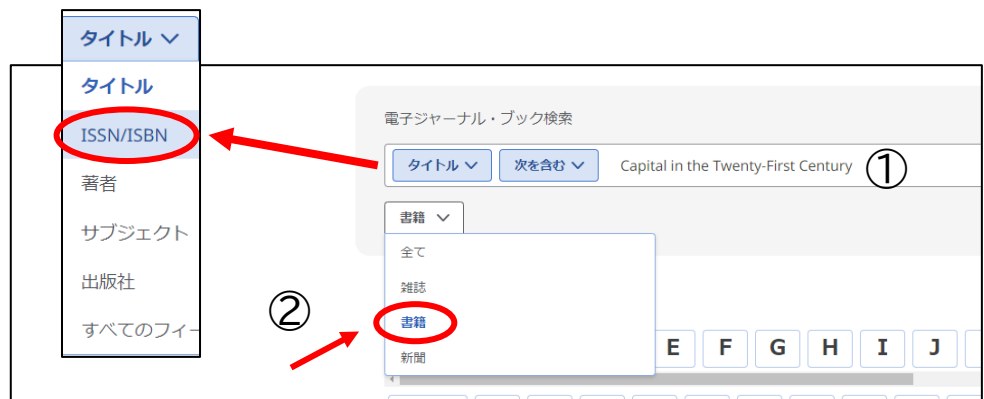 タイトル
タイトル
ISSN/ISBN
著者
サブジェクト
出版社
すべてのフィー
電子ジャーナル・ブック検索
タイトル 次を含む Capital in the Twenty-First Century ①
書籍
全て
雑誌
② 書籍
新聞
E F G H I J